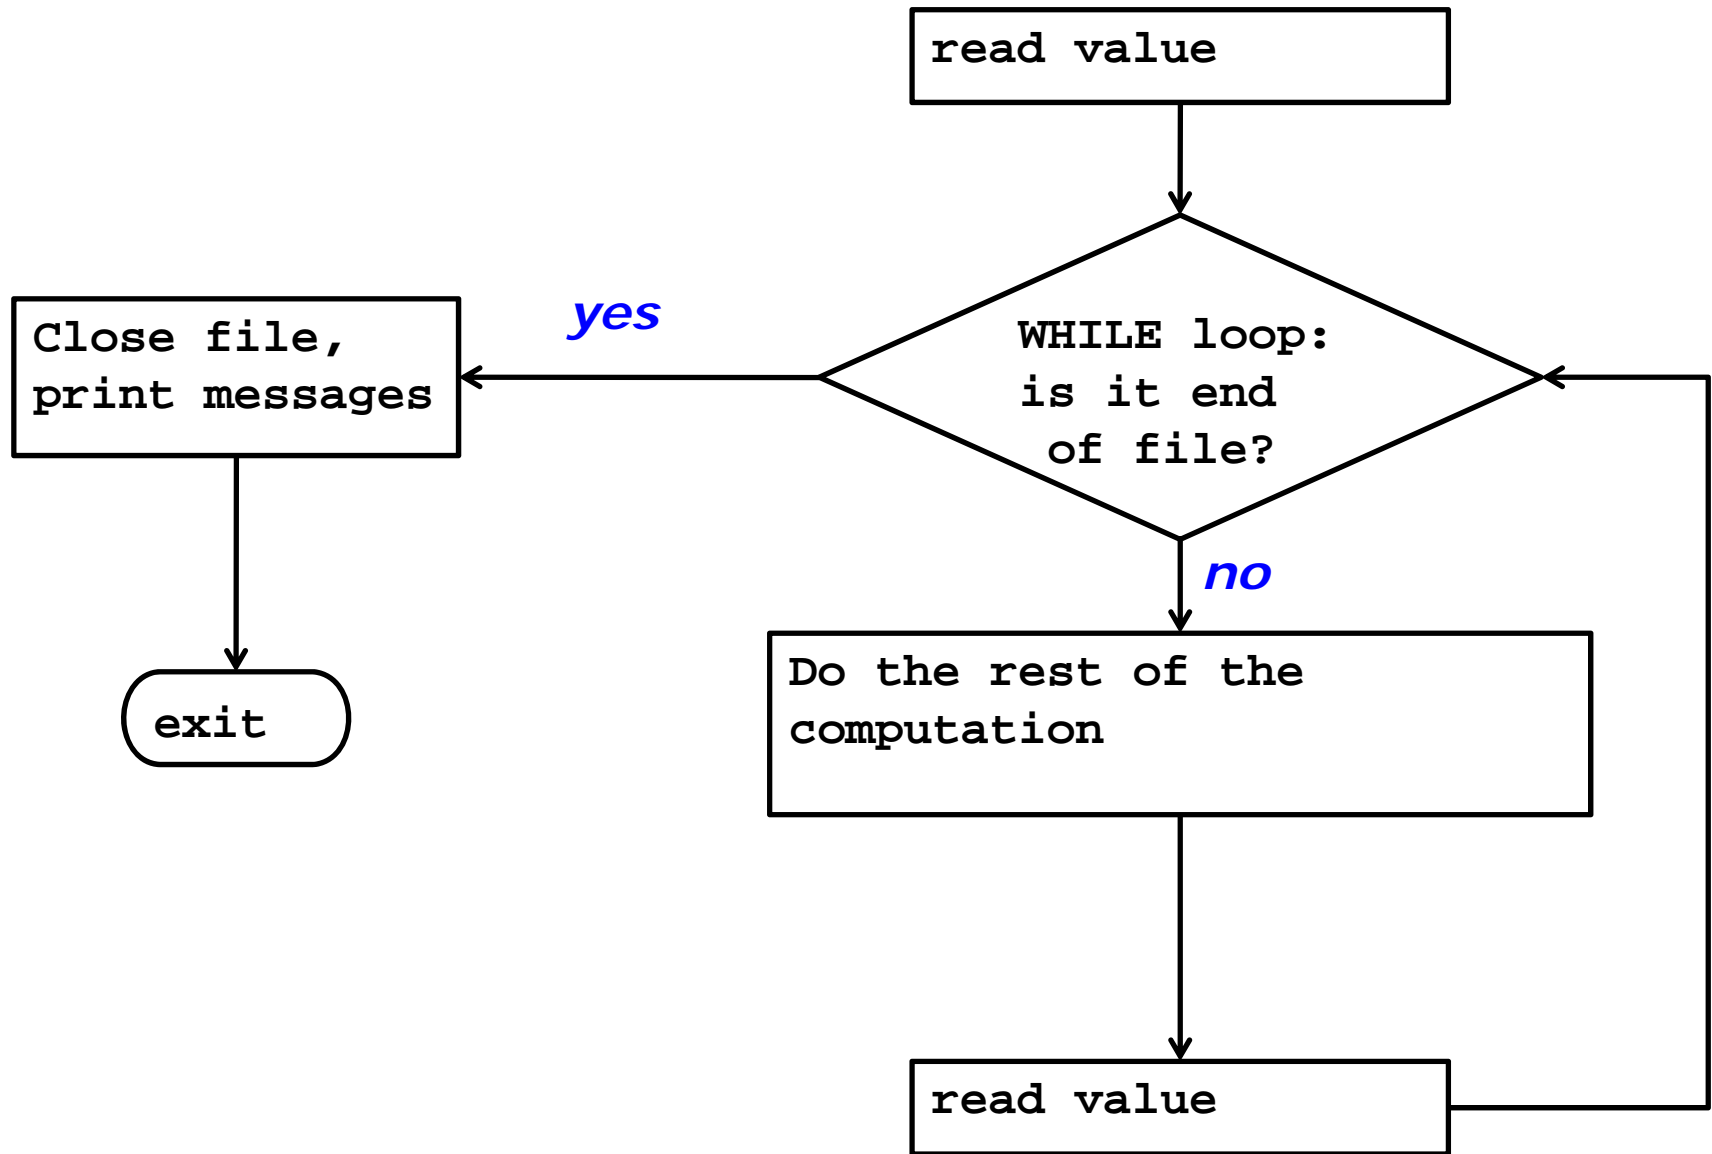 read value
yes
Close file,
print messages
WHILE loop:
is it end
of file?
no
exit
Do the rest of the
computation
read value